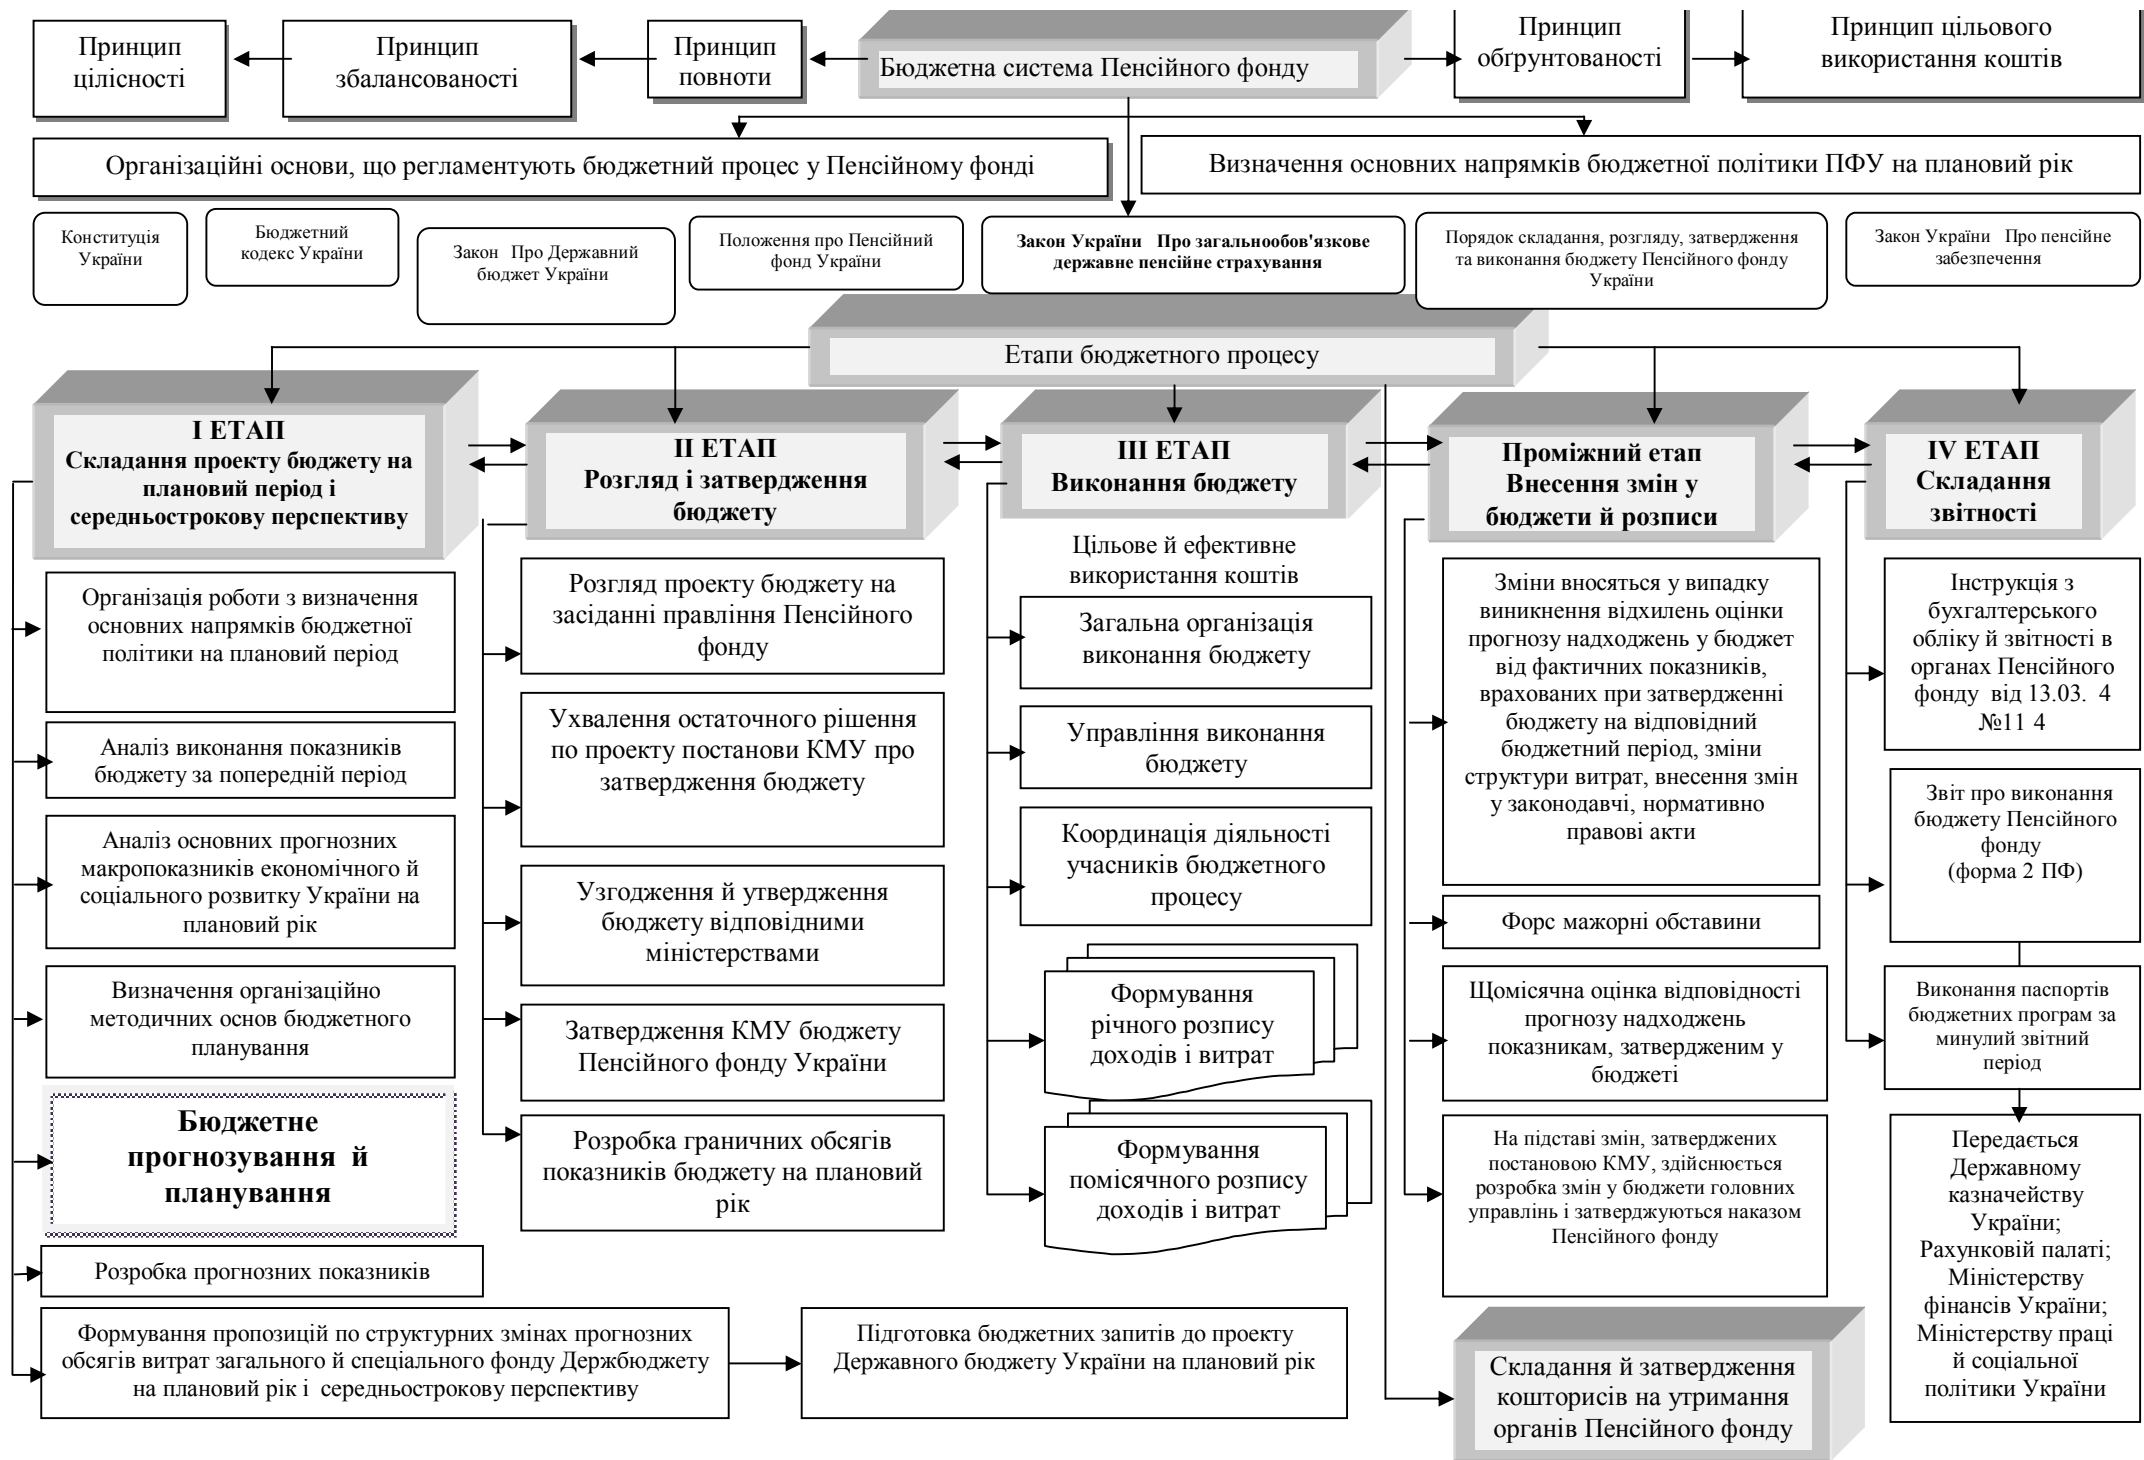 Принцип
цілісності
Принцип
збалансованості
Принцип
повноти
Бюджетна система Пенсійного фонду
Принцип
обґрунтованості
Принцип цільового
використання коштів
Організаційні основи, що регламентують бюджетний процес у Пенсійному фонді
Визначення основних напрямків бюджетної політики ПФУ на плановий рік
Конституція
України
Бюджетний
кодекс України
Закон Про Державний
бюджет України
Положення про Пенсійний
фонд України
Закон України Про загальнообов'язкове
державне пенсійне страхування
Порядок складання, розгляду, затвердження
та виконання бюджету Пенсійного фонду
України
Закон України Про пенсійне
забезпечення
Етапи бюджетного процесу
I ЕТАП
Складання проекту бюджету на
плановий період і
середньострокову перспективу
II ЕТАП
Розгляд і затвердження
бюджету
III ЕТАП
Виконання бюджету
Проміжний етап
Внесення змін у
бюджети й розписи
IV ЕТАП
Складання
звітності
Організація роботи з визначення
основних напрямків бюджетної
політики на плановий період
Аналіз виконання показників
бюджету за попередній період
Аналіз основних прогнозних
макропоказників економічного й
соціального розвитку України на
плановий рік
Визначення організаційно
методичних основ бюджетного
планування
Бюджетне
прогнозування й
планування
Розробка прогнозних показників
Формування пропозицій по структурних змінах прогнозних
обсягів витрат загального й спеціального фонду Держбюджету
на плановий рік і середньострокову перспективу
Підготовка бюджетних запитів до проекту
Державного бюджету України на плановий рік
Розгляд проекту бюджету на
засіданні правління Пенсійного
фонду
Ухвалення остаточного рішення
по проекту постанови КМУ про
затвердження бюджету
Узгодження й утвердження
бюджету відповідними
міністерствами
Затвердження КМУ бюджету
Пенсійного фонду України
Розробка граничних обсягів
показників бюджету на плановий
рік
Цільове й ефективне
використання коштів
Загальна організація
виконання бюджету
Управління виконання
бюджету
Координація діяльності
учасників бюджетного
процесу
Формування
річного розпису
доходів і витрат
Формування
помісячного розпису
доходів і витрат
Зміни вносяться у випадку
виникнення відхилень оцінки
прогнозу надходжень у бюджет
від фактичних показників,
врахованих при затвердженні
бюджету на відповідний
бюджетний період, зміни
структури витрат, внесення змін
у законодавчі, нормативно
правові акти
Форс мажорні обставини
Щомісячна оцінка відповідності
прогнозу надходжень
показникам, затвердженим у
бюджеті
На підставі змін, затверджених
постановою КМУ, здійснюється
розробка змін у бюджети головних
управлінь і затверджуються наказом
Пенсійного фонду
Складання й затвердження
кошторисів на утримання
органів Пенсійного фонду
Інструкція з
бухгалтерського
обліку й звітності в
органах Пенсійного
фонду від 13.03. 4
№11 4
Звіт про виконання
бюджету Пенсійного
фонду
(форма 2 ПФ)
Виконання паспортів
бюджетних програм за
минулий звітний
період
Передається
Державному
казначейству
України;
Рахунковій палаті;
Міністерству
фінансів України;
Міністерству праці
й соціальної
політики України